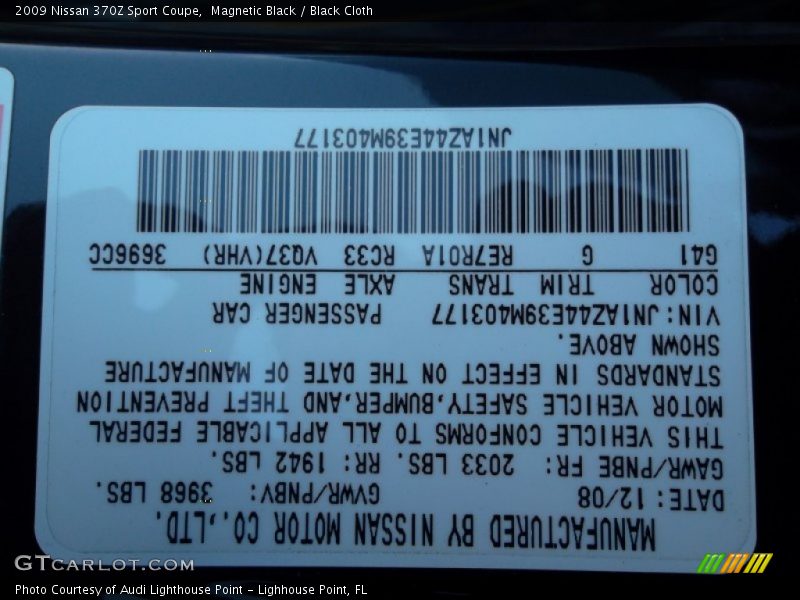 2009 Nissan 370Z Sport Coupe,  Magnetic Black / Black Cloth
MANUFACTURED BY NISSAN MOTOR CO.,LTD.
DATE:12/08 GVWR/PNBV: 3968 LBS.
GAWR/PNBE FR: 2033 LBS. RR: 1942 LBS.
THIS VEHICLE CONFORMS TO ALL APPLICABLE FEDERAL
MOTOR VEHICLE SAFETY,BUMPER,AND THEFT PREVENTION
STANDARDS IN EFFECT ON THE DATE OF MANUFACTURE
SHOWN ABOVE.
VIN:JN1AZ44E39M403177 PASSENGER CAR
COLOR TRIM TRANS AXLE ENGINE
G41 G RE7R01A RC33 VQ37(VHR) 3696CC
JN1AZ44E39M403177
GTCARLOT.COM
Photo Courtesy of Audi Lighthouse Point - Lighhouse Point, FL